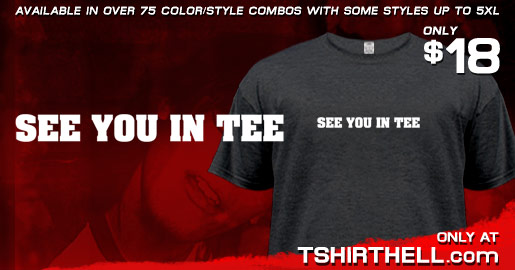 AVAILABLE IN OVER 75 COLOR/STYLE COMBOS WITH SOME STYLES UP TO 5XL
ONLY
$18
SEE YOU IN TEE
SEE YOU IN TEE
ONLY AT
TSHIRTHELL.com